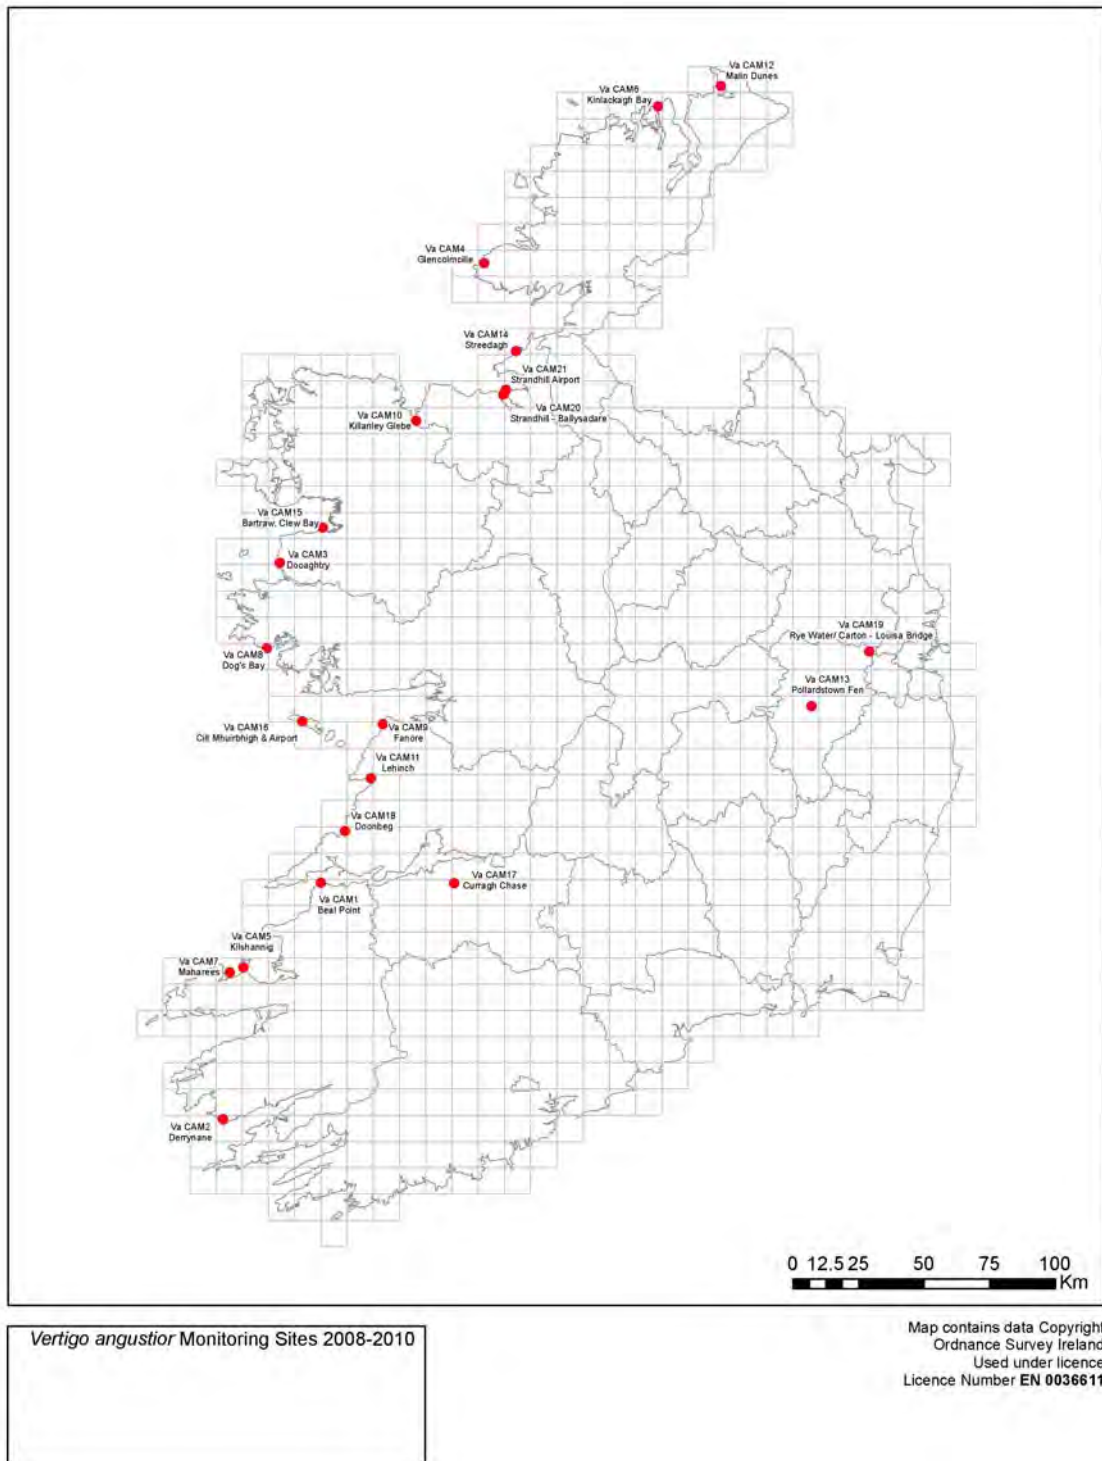 Va CAM12
Malin Dunes
Va CAM6
Kinlackagh Bay
Va CAM4
Glencolmcille
Va CAM14
Streedagh
Va CAM21
Strandhill Airport
Va CAM10
Killanley Glebe
Va CAM20
Strandhill - Ballysadare
Va CAM15
Bartraw, Clew Bay
Va CAM3
Dooaghtry
Va CAM19
Rye Water/ Carton - Louisa Bridge
Va CAM8
Dog's Bay
Va CAM13
Pollardstown Fen
Va CAM16
Cill Mhuirbhigh & Airport
Va CAM9
Fanore
Va CAM11
Lehinch
Va CAM18
Doonbeg
Va CAM17
Curragh Chase
Va CAM1
Beal Point
Va CAM5
Kilshannig
Va CAM7
Maharees
Va CAM2
Derrynane
0 12.5 25 50 75 100
Km
Vertigo angustior Monitoring Sites 2008-2010
Map contains data Copyright
Ordnance Survey Ireland
Used under licence
Licence Number EN 0036611